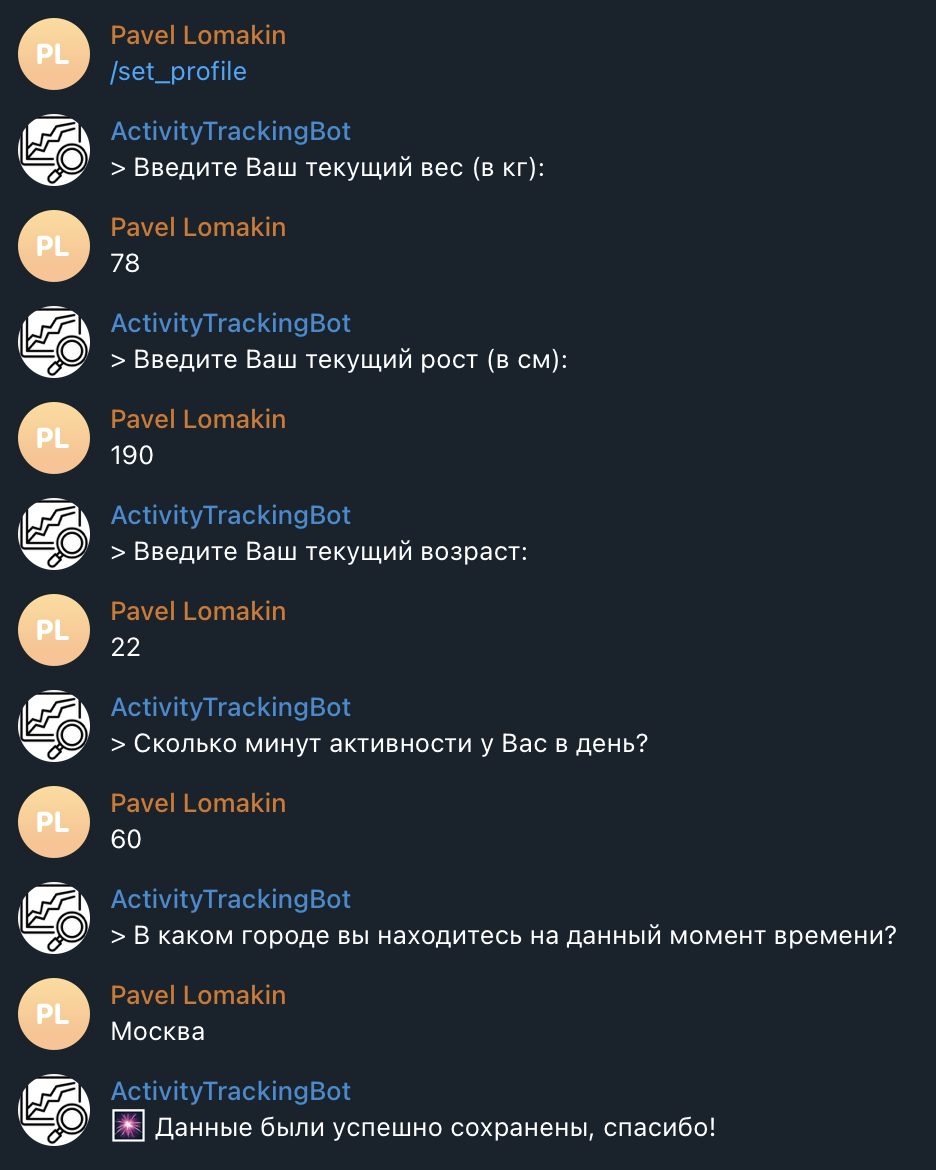 PL
Pavel Lomakin
/set_profile
ActivityTrackingBot
> Введите Ваш текущий вес (в кг):
PL
Pavel Lomakin
78
ActivityTrackingBot
> Введите Ваш текущий рост (в см):
PL
Pavel Lomakin
190
ActivityTrackingBot
> Введите Ваш текущий возраст:
PL
Pavel Lomakin
22
ActivityTrackingBot
> Сколько минут активности у Вас в день?
PL
Pavel Lomakin
60
ActivityTrackingBot
> В каком городе вы находитесь на данный момент времени?
PL
Pavel Lomakin
Москва
ActivityTrackingBot
🎆 Данные были успешно сохранены, спасибо!